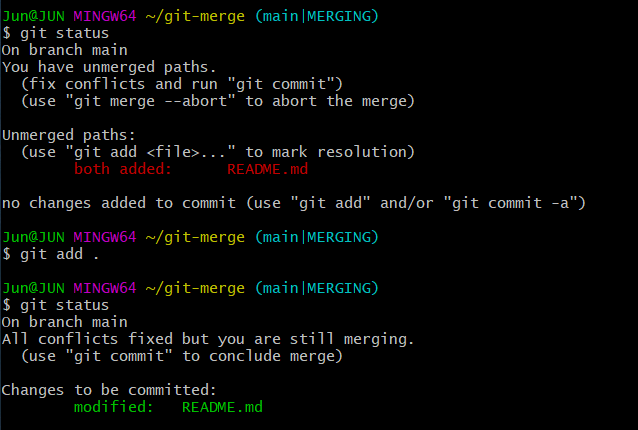 Jun@JUN MINGW64 ~/git-merge (main|MERGING)
$ git status
On branch main
You have unmerged paths.
  (fix conflicts and run "git commit")
  (use "git merge --abort" to abort the merge)

Unmerged paths:
  (use "git add <file>..." to mark resolution)
        both added:      README.md

no changes added to commit (use "git add" and/or "git commit -a")

Jun@JUN MINGW64 ~/git-merge (main|MERGING)
$ git add .

Jun@JUN MINGW64 ~/git-merge (main|MERGING)
$ git status
On branch main
All conflicts fixed but you are still merging.
  (use "git commit" to conclude merge)

Changes to be committed:
        modified:   README.md